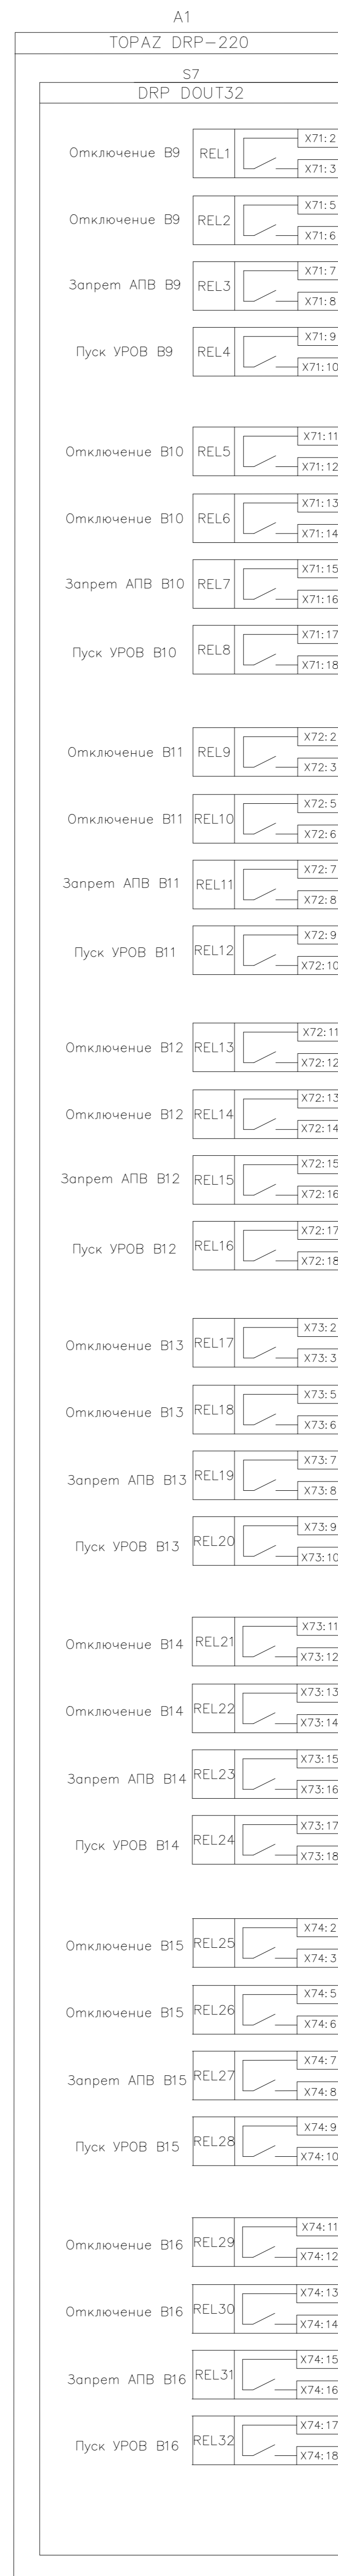 A1
TOPAZ DRP-220
S7
DRP DOUT32
Отключение В9 REL1 X71:2
X71:3
Отключение В9 REL2 X71:5
X71:6
Запрет АПВ В9 REL3 X71:7
X71:8
Пуск УРОВ В9 REL4 X71:9
X71:10
Отключение В10 REL5 X71:11
X71:12
Отключение В10 REL6 X71:13
X71:14
Запрет АПВ В10 REL7 X71:15
X71:16
Пуск УРОВ В10 REL8 X71:17
X71:18
Отключение В11 REL9 X72:2
X72:3
Отключение В11 REL10 X72:5
X72:6
Запрет АПВ В11 REL11 X72:7
X72:8
Пуск УРОВ В11 REL12 X72:9
X72:10
Отключение В12 REL13 X72:11
X72:12
Отключение В12 REL14 X72:13
X72:14
Запрет АПВ В12 REL15 X72:15
X72:16
Пуск УРОВ В12 REL16 X72:17
X72:18
Отключение В13 REL17 X73:2
X73:3
Отключение В13 REL18 X73:5
X73:6
Запрет АПВ В13 REL19 X73:7
X73:8
Пуск УРОВ В13 REL20 X73:9
X73:10
Отключение В14 REL21 X73:11
X73:12
Отключение В14 REL22 X73:13
X73:14
Запрет АПВ В14 REL23 X73:15
X73:16
Пуск УРОВ В14 REL24 X73:17
X73:18
Отключение В15 REL25 X74:2
X74:3
Отключение В15 REL26 X74:5
X74:6
Запрет АПВ В15 REL27 X74:7
X74:8
Пуск УРОВ В15 REL28 X74:9
X74:10
Отключение В16 REL29 X74:11
X74:12
Отключение В16 REL30 X74:13
X74:14
Запрет АПВ В16 REL31 X74:15
X74:16
Пуск УРОВ В16 REL32 X74:17
X74:18